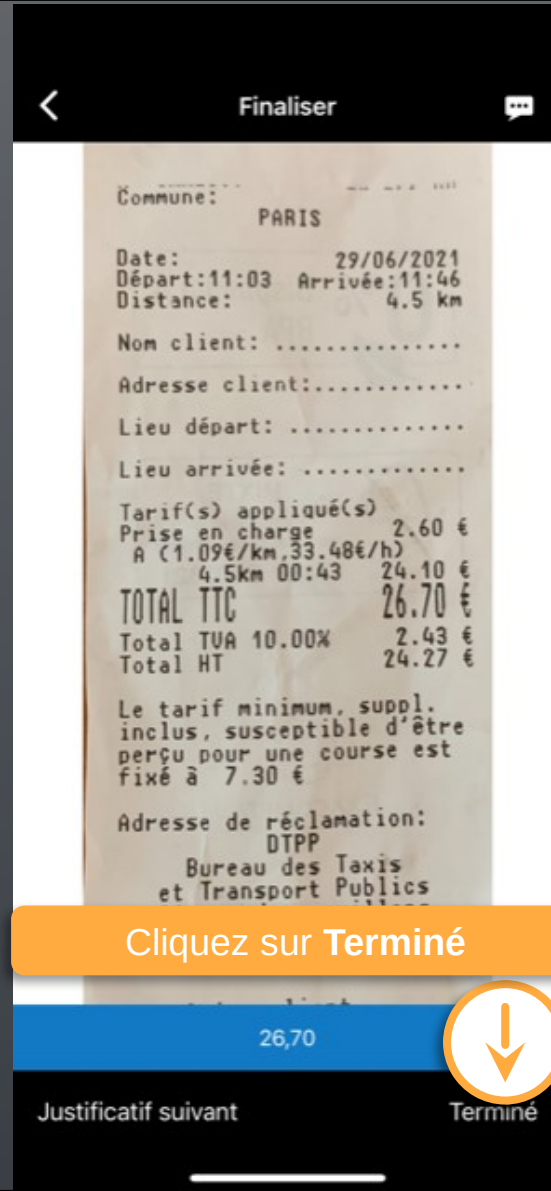 Finaliser
Commune:
PARIS
Date: 29/06/2021
Départ:11:03 Arrivée:11:46
Distance: 4.5 km
Nom client: ...............
Adresse client:............
Lieu départ: ..............
Lieu arrivée: .............
Tarif(s) appliqué(s)
Prise en charge 2.60 €
A (1.09€/km,33.48€/h)
4.5km 00:43 24.10 €
TOTAL TTC 26.70 €
Total TVA 10.00% 2.43 €
Total HT 24.27 €
Le tarif minimum, suppl.
inclus, susceptible d'être
perçu pour une course est
fixé à 7.30 €
Adresse de réclamation:
DTPP
Bureau des Taxis
et Transport Publics
Cliquez sur Terminé
26,70
Justificatif suivant
Terminé